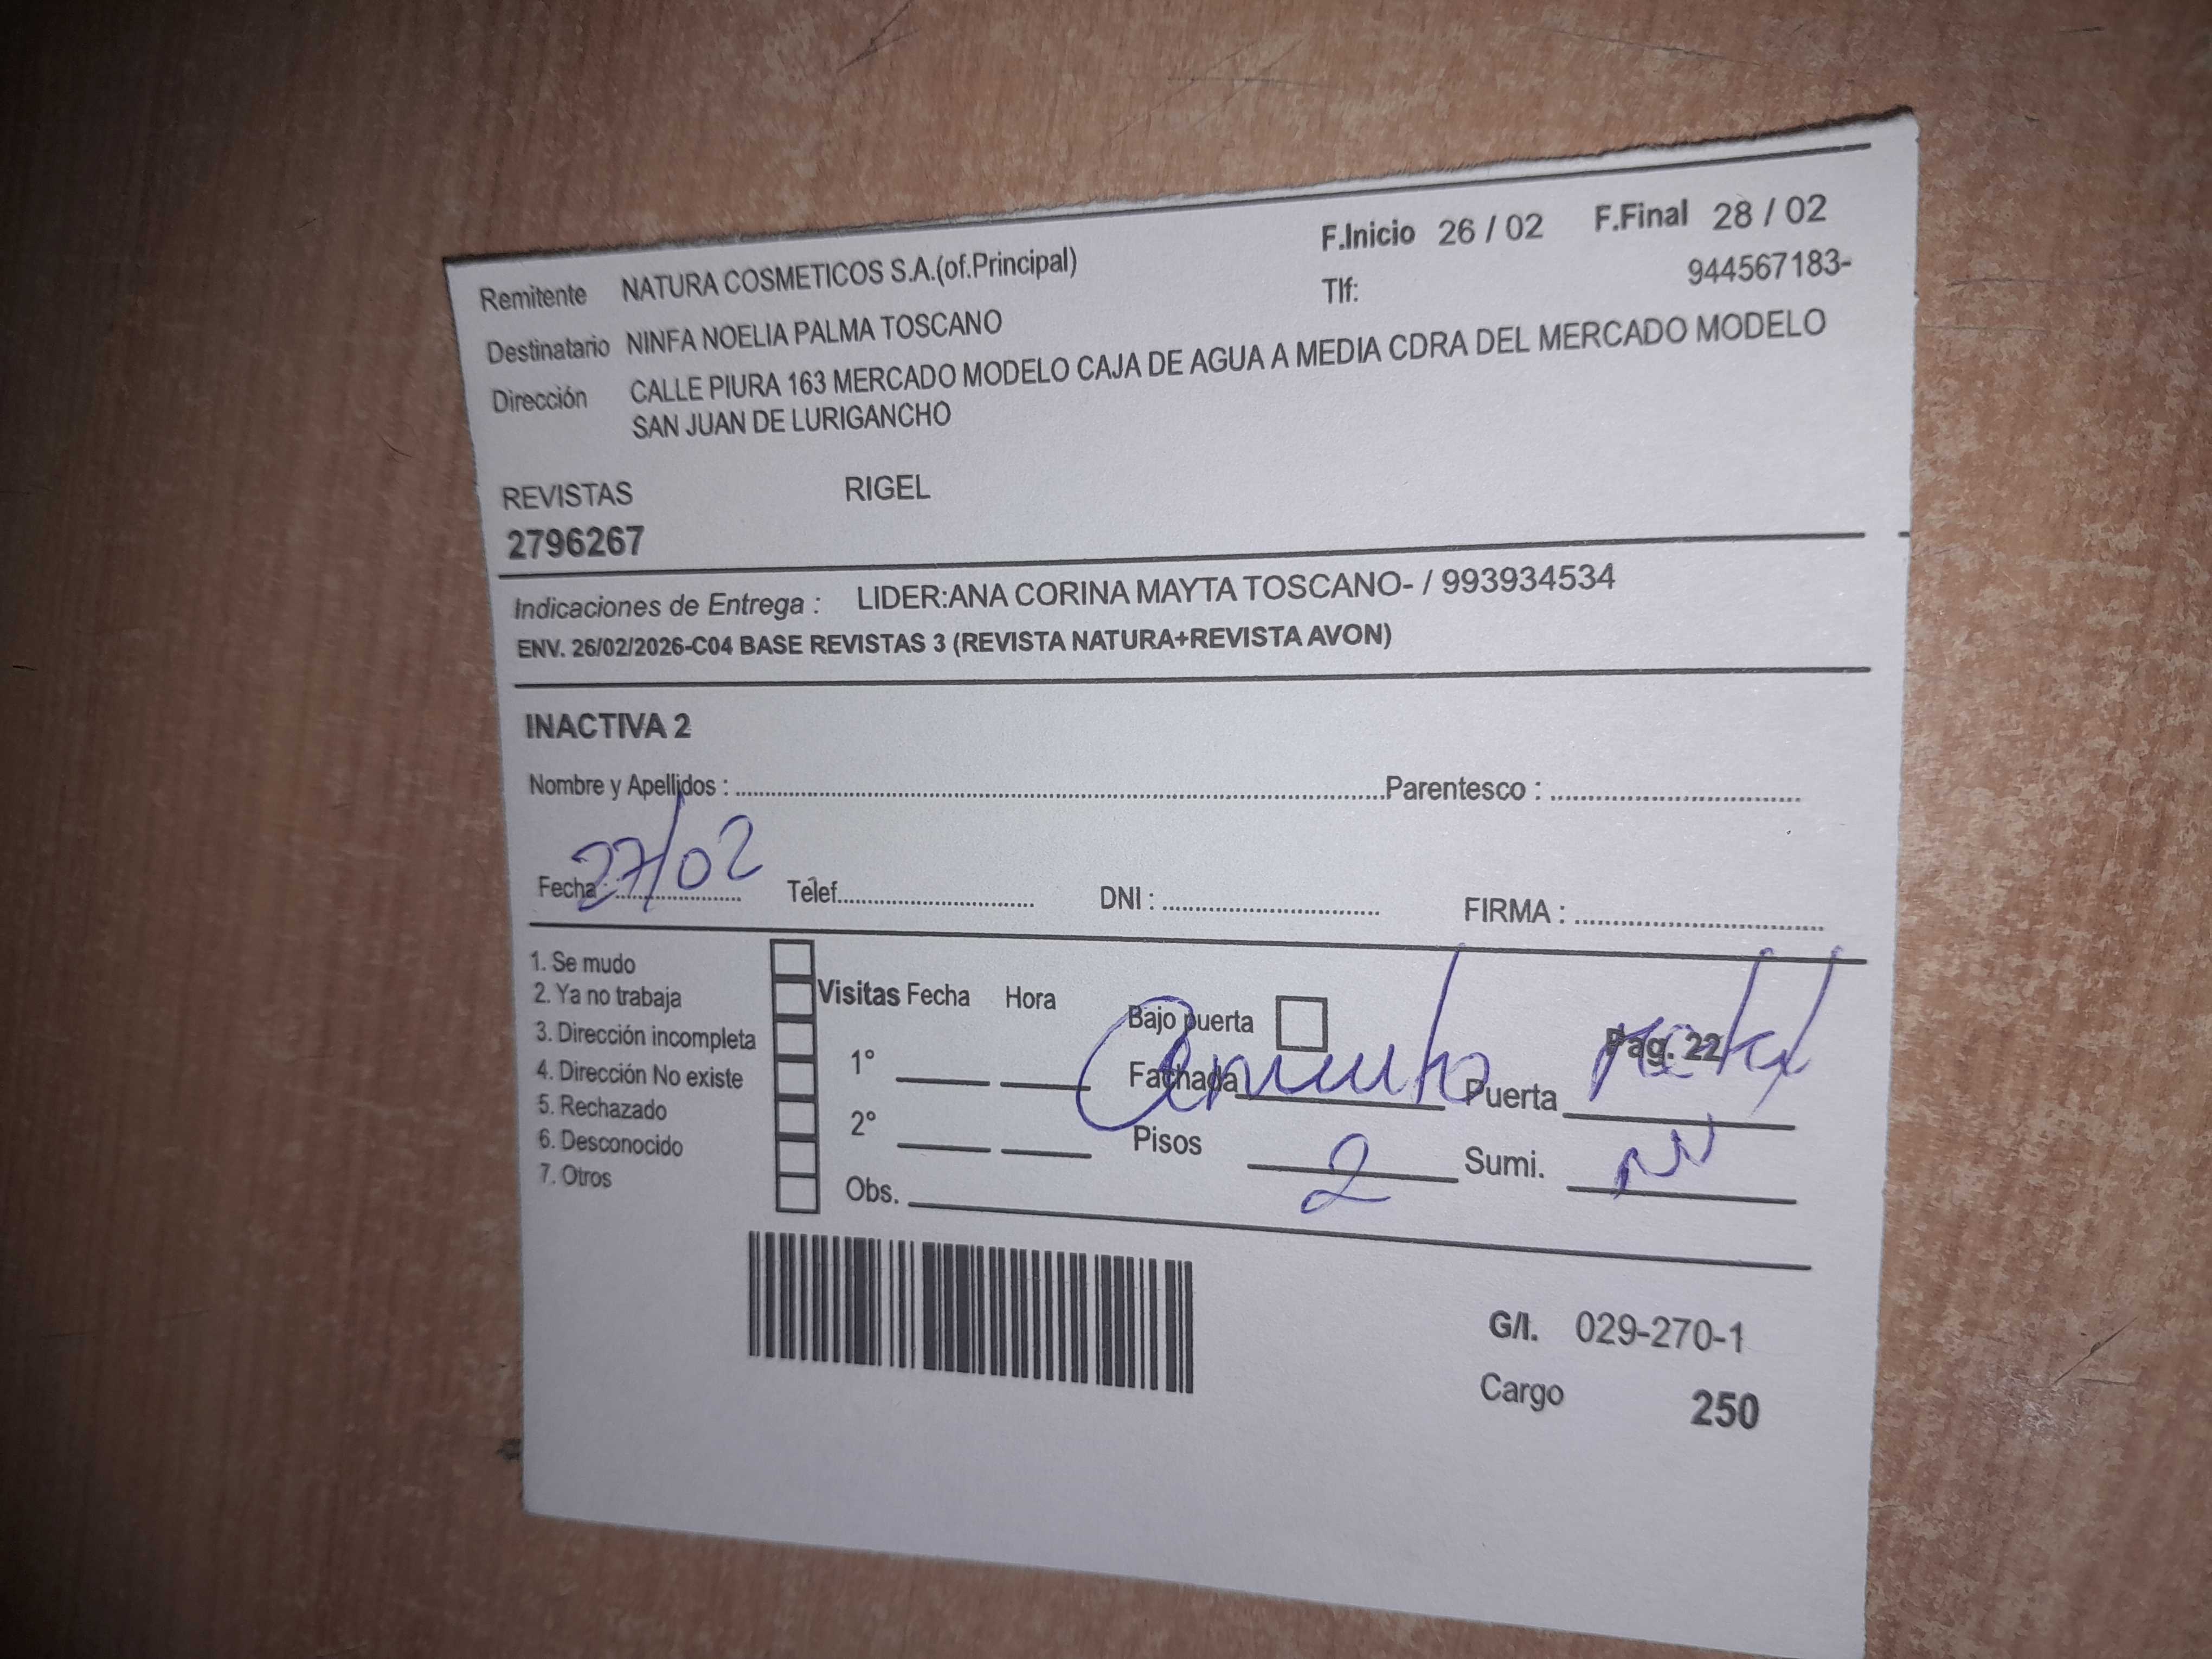 F.Inicio 26 / 02 F.Final 28 / 02
Remitente NATURA COSMETICOS S.A.(of.Principal)
Tlf: 944567183-
Destinatario NINFA NOELIA PALMA TOSCANO
Dirección CALLE PIURA 163 MERCADO MODELO CAJA DE AGUA A MEDIA CDRA DEL MERCADO MODELO
SAN JUAN DE LURIGANCHO
REVISTAS RIGEL
2796267
Indicaciones de Entrega : LIDER:ANA CORINA MAYTA TOSCANO- / 993934534
ENV. 26/02/2026-C04 BASE REVISTAS 3 (REVISTA NATURA+REVISTA AVON)
INACTIVA 2
Nombre y Apellidos : Parentesco :
Fecha : 27/02 Telef. DNI : FIRMA :
1. Se mudo
2. Ya no trabaja
3. Dirección incompleta
4. Dirección No existe
5. Rechazado
6. Desconocido
7. Otros
Visitas Fecha Hora
1°
2°
Obs.
Bajo puerta Pag. 22
Fachada Puerta
Pisos 2 Sumi.
G/I. 029-270-1
Cargo 250